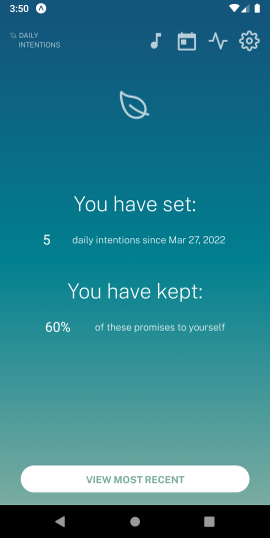 3:50
DAILY
INTENTIONS
You have set:
5 daily intentions since Mar 27, 2022
You have kept:
60% of these promises to yourself
VIEW MOST RECENT